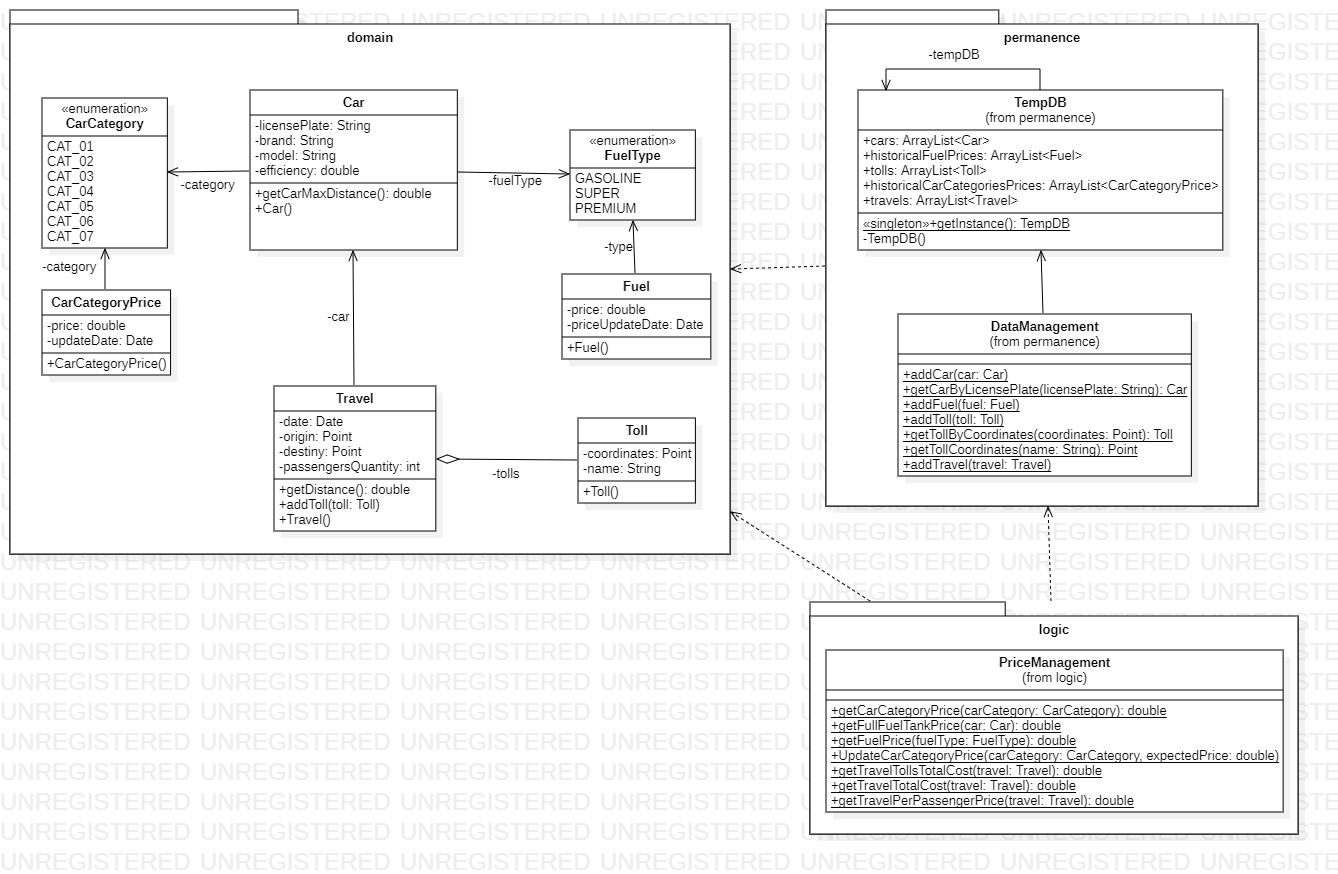 domain
«enumeration»
CarCategory
CAT_01
CAT_02
CAT_03
CAT_04
CAT_05
CAT_06
CAT_07
-category
Car
-licensePlate: String
-brand: String
-model: String
-efficiency: double
+getCarMaxDistance(): double
+Car()
-fuelType
«enumeration»
FuelType
GASOLINE
SUPER
PREMIUM
-category
CarCategoryPrice
-price: double
-updateDate: Date
+CarCategoryPrice()
-type
Fuel
-price: double
-priceUpdateDate: Date
+Fuel()
-car
Travel
-date: Date
-origin: Point
-destiny: Point
-passengersQuantity: int
+getDistance(): double
+addToll(toll: Toll)
+Travel()
-tolls
Toll
-coordinates: Point
-name: String
+Toll()
permanence
-tempDB
TempDB
(from permanence)
+cars: ArrayList<Car>
+historicalFuelPrices: ArrayList<Fuel>
+tolls: ArrayList<Toll>
+historicalCarCategoriesPrices: ArrayList<CarCategoryPrice>
+travels: ArrayList<Travel>
«singleton»+getInstance(): TempDB
-TempDB()
DataManagement
(from permanence)
+addCar(car: Car)
+getCarByLicensePlate(licensePlate: String): Car
+addFuel(fuel: Fuel)
+addToll(toll: Toll)
+getTollByCoordinates(coordinates: Point): Toll
+getTollCoordinates(name: String): Point
+addTravel(travel: Travel)
logic
PriceManagement
(from logic)
+getCarCategoryPrice(carCategory: CarCategory): double
+getFullFuelTankPrice(car: Car): double
+getFuelPrice(fuelType: FuelType): double
+UpdateCarCategoryPrice(carCategory: CarCategory, expectedPrice: double)
+getTravelTollsTotalCost(travel: Travel): double
+getTravelTotalCost(travel: Travel): double
+getTravelPerPassengerPrice(travel: Travel): double
UNREGISTERED UNREGISTERED UNREGISTERED UNREGISTERED UNREGISTERED UNREGISTERED